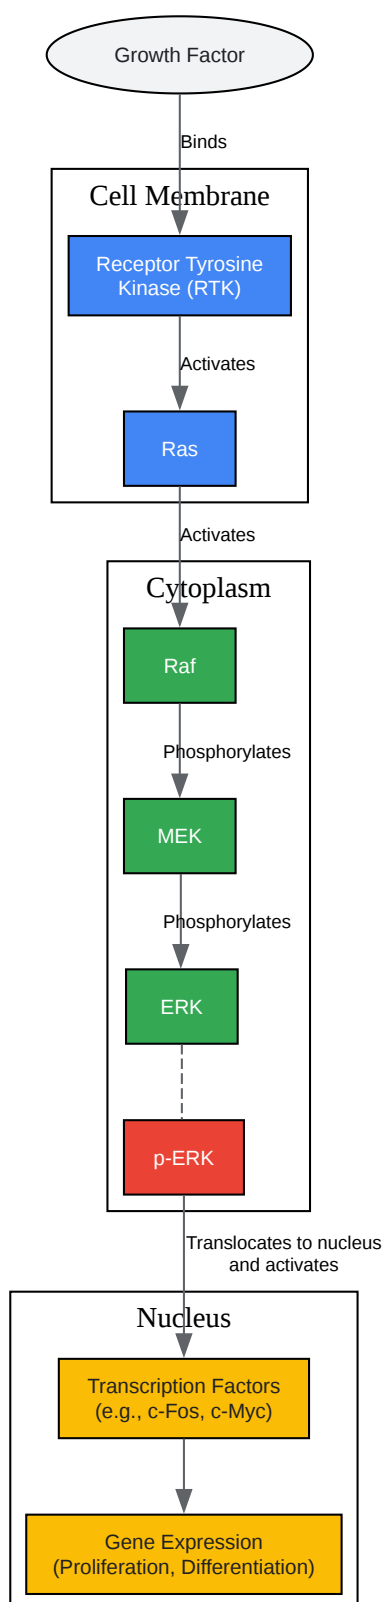 Growth Factor
Binds
Cell Membrane
Receptor Tyrosine
Kinase (RTK)
Activates
Ras
Activates
Cytoplasm
Raf
Phosphorylates
MEK
Phosphorylates
ERK
p-ERK
Translocates to nucleus
and activates
Nucleus
Transcription Factors
(e.g., c-Fos, c-Myc)
Gene Expression
(Proliferation, Differentiation)